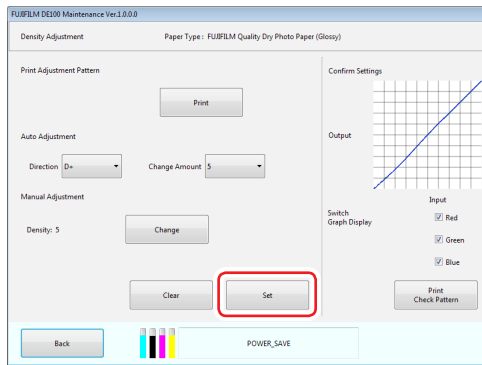 FUJIFILM DE100 Maintenance Ver.1.0.0.0
Density Adjustment
Paper Type : FUJIFILM Quality Dry Photo Paper (Glossy)
Print Adjustment Pattern
Print
Auto Adjustment
Direction D+ Change Amount 5
Manual Adjustment
Density: 5 Change
Clear Set
Confirm Settings
Output
Input
Switch
Graph Display
Red
Green
Blue
Print
Check Pattern
Back
POWER_SAVE